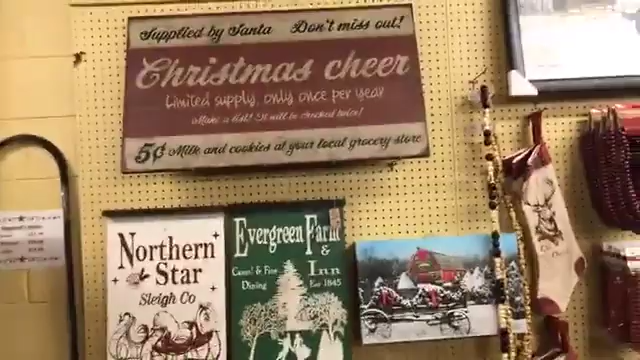 Supplied by Santa Don't miss out!
Christmas cheer
Limited supply, only once per year
Make a list! It will be checked twice!
5¢ Milk and cookies at your local grocery store
Northern
Star
Sleigh Co
Evergreen Farm
&
Inn
Casual & Fine
Dining
Est 1845